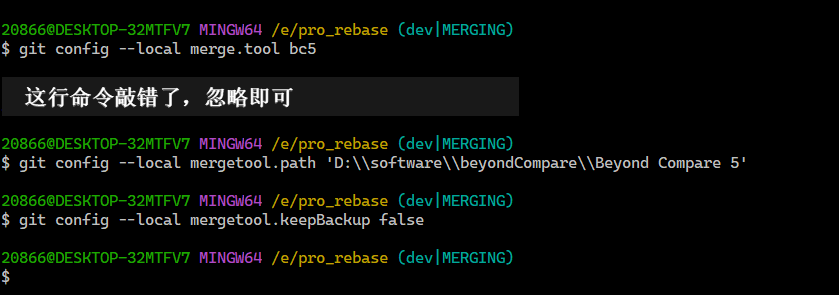 20866@DESKTOP-32MTFV7 MINGW64 /e/pro_rebase (dev|MERGING)
$ git config --local merge.tool bc5
这行命令敲错了，忽略即可
20866@DESKTOP-32MTFV7 MINGW64 /e/pro_rebase (dev|MERGING)
$ git config --local mergetool.path 'D:\\software\\beyondCompare\\Beyond Compare 5'
20866@DESKTOP-32MTFV7 MINGW64 /e/pro_rebase (dev|MERGING)
$ git config --local mergetool.keepBackup false
20866@DESKTOP-32MTFV7 MINGW64 /e/pro_rebase (dev|MERGING)
$